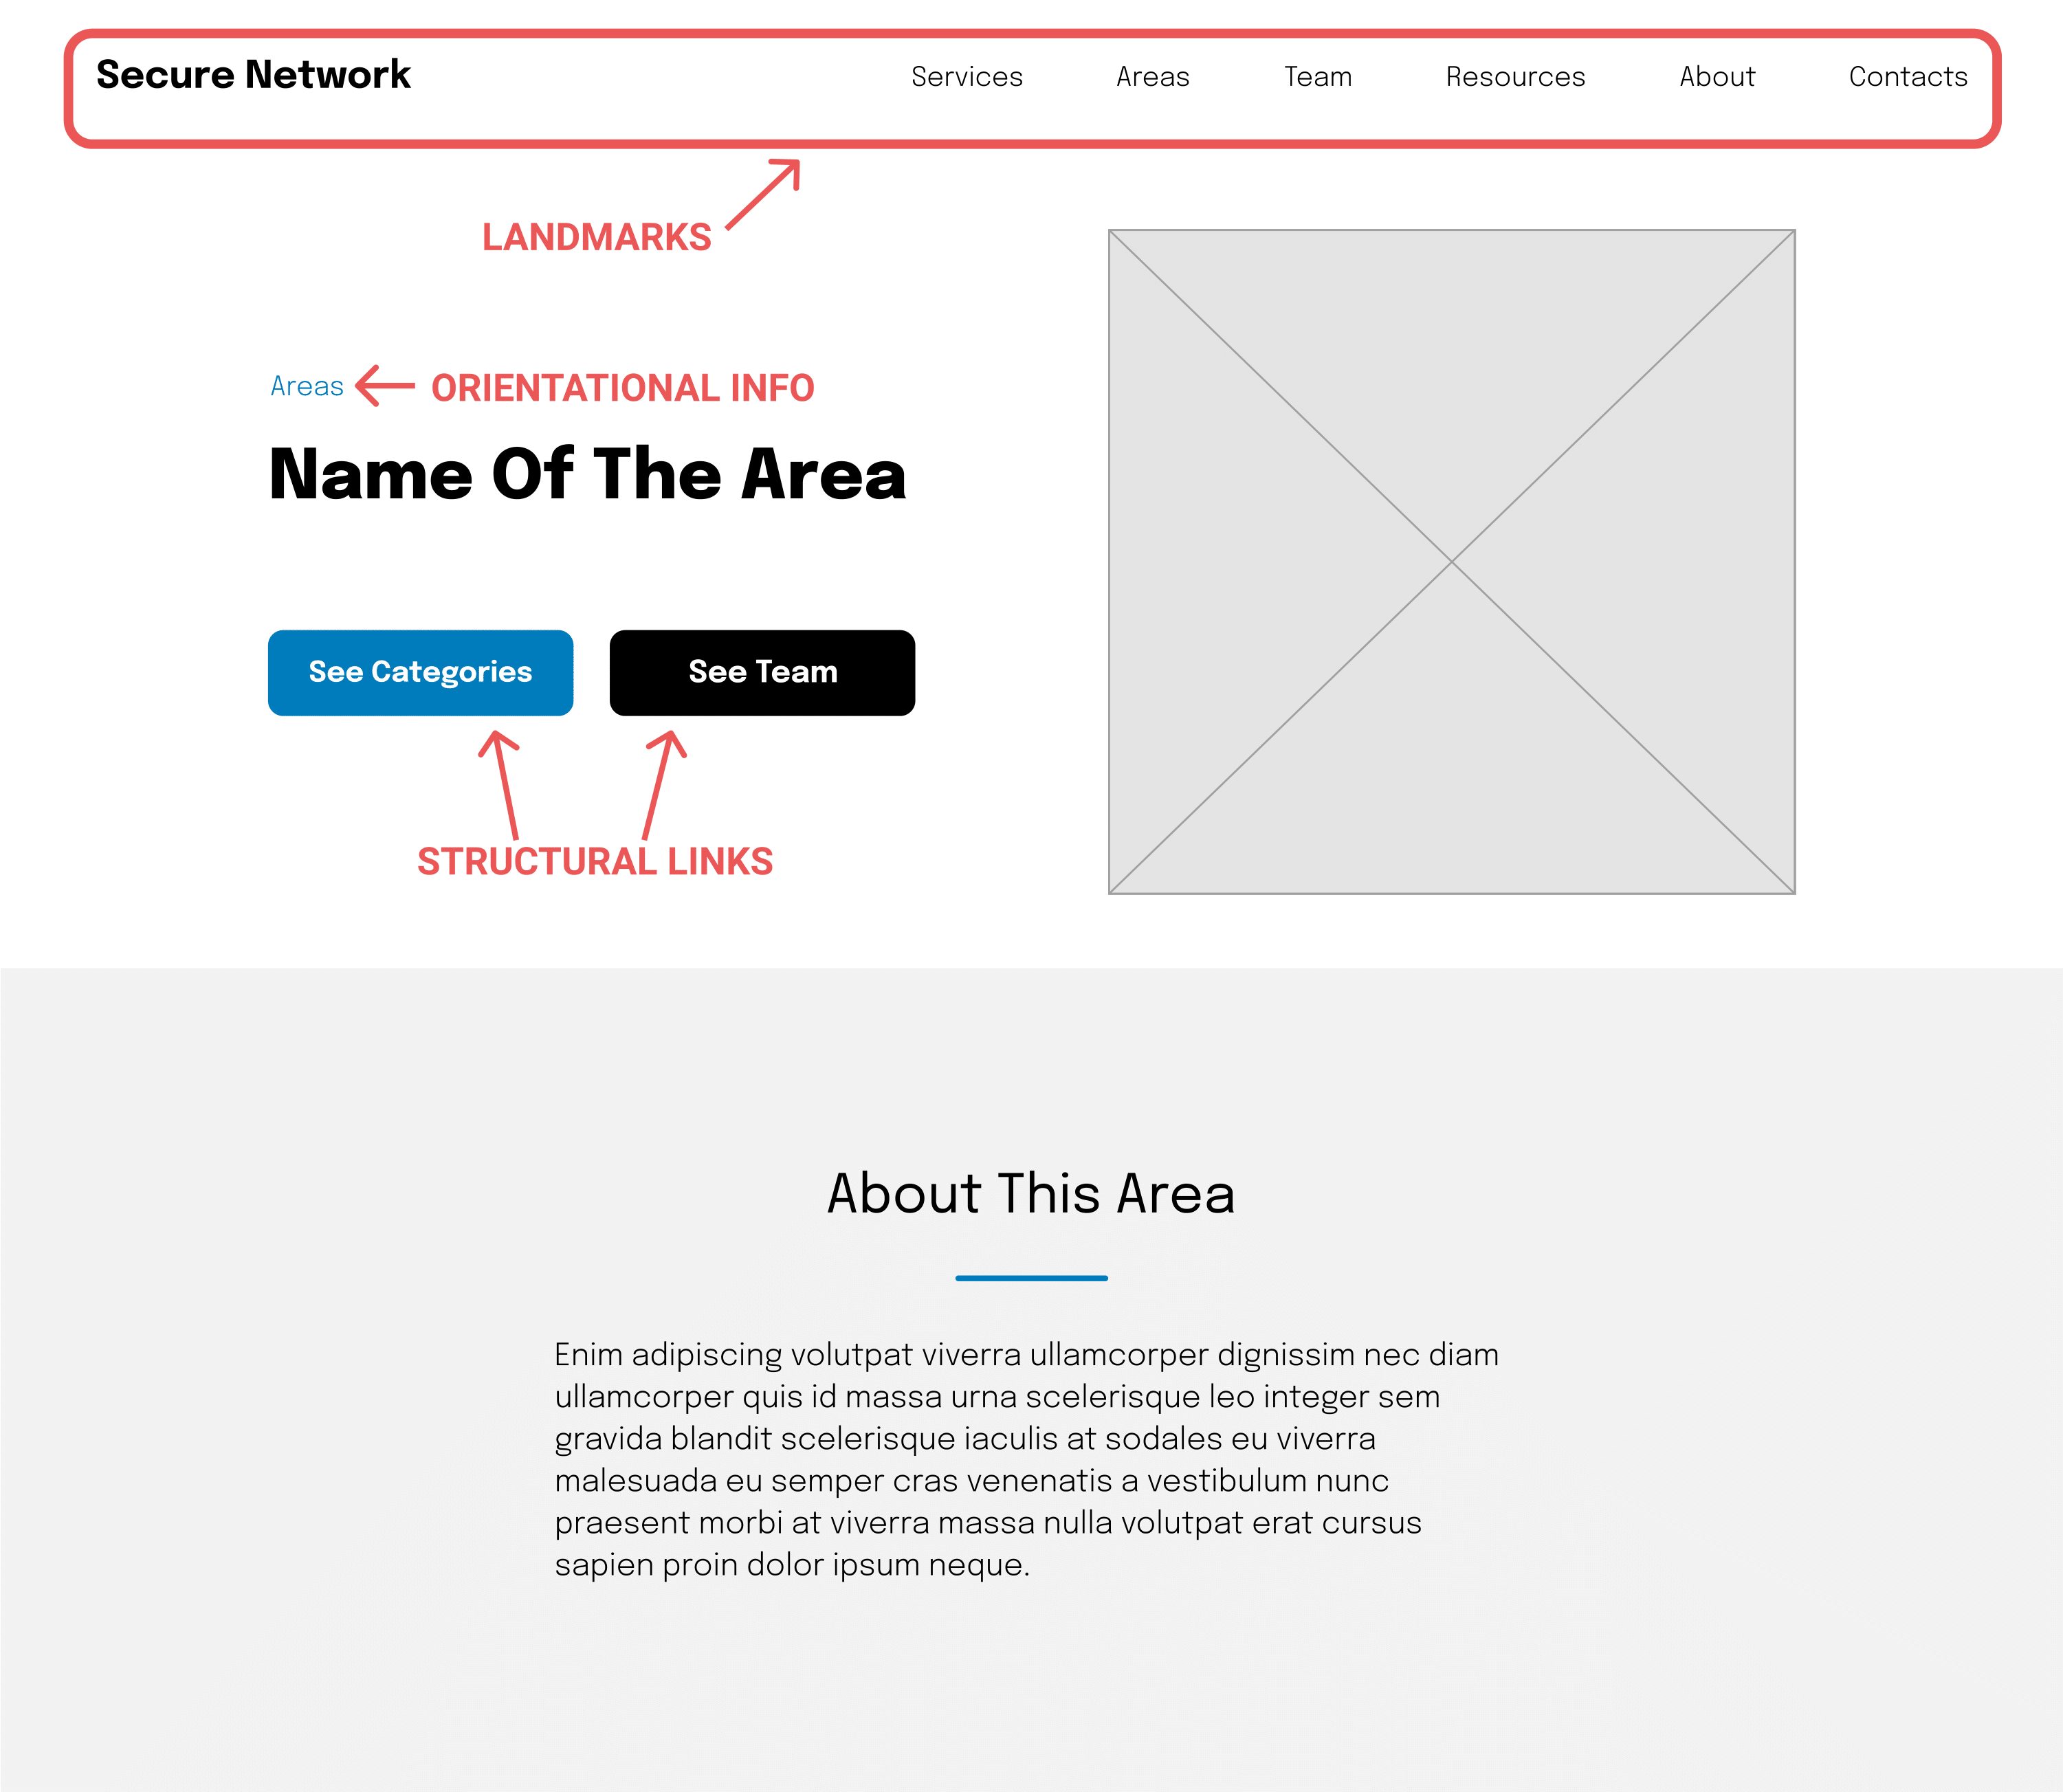 Secure Network
Services
Areas
Team
Resources
About
Contacts
LANDMARKS
Areas
ORIENTATIONAL INFO
Name Of The Area
See Categories
See Team
STRUCTURAL LINKS
About This Area
Enim adipiscing volutpat viverra ullamcorper dignissim nec diam
ullamcorper quis id massa urna scelerisque leo integer sem
gravida blandit scelerisque iaculis at sodales eu viverra
malesuada eu semper cras venenatis a vestibulum nunc
praesent morbi at viverra massa nulla volutpat erat cursus
sapien proin dolor ipsum neque.